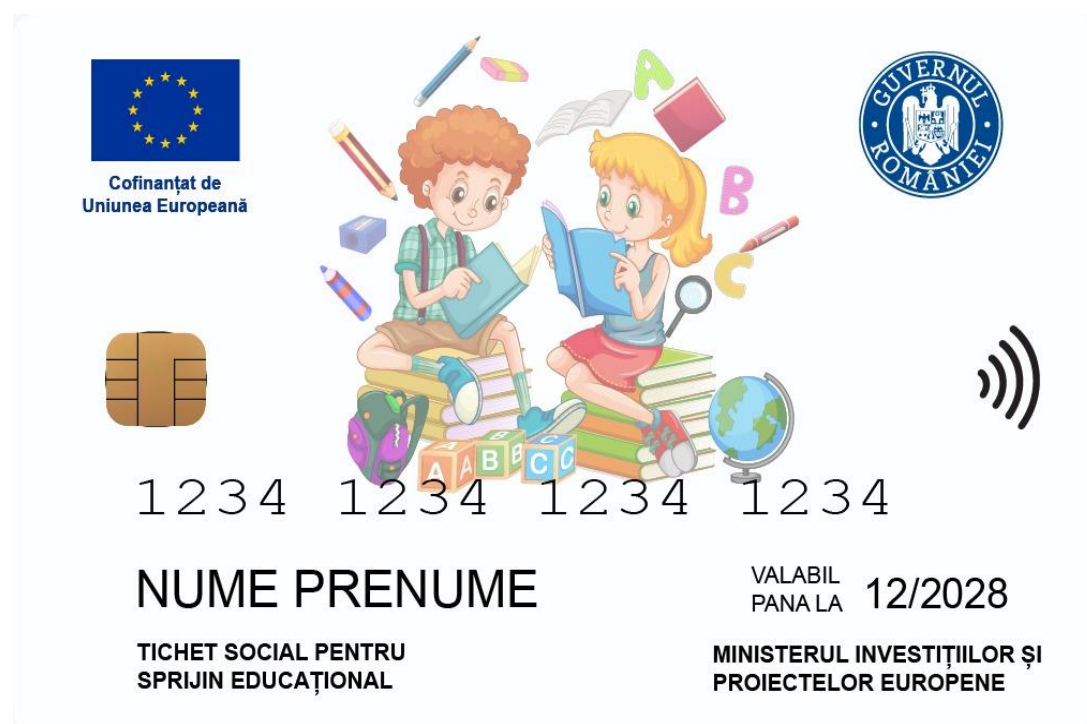 Cofinanțat de
Uniunea Europeană
GUVERNUL ROMÂNIEI
A
B
C
A A B B C C
1234 1234 1234 1234
NUME PRENUME
VALABIL
PANA LA 12/2028
TICHET SOCIAL PENTRU
SPRIJIN EDUCAȚIONAL
MINISTERUL INVESTIȚIILOR ȘI
PROIECTELOR EUROPENE